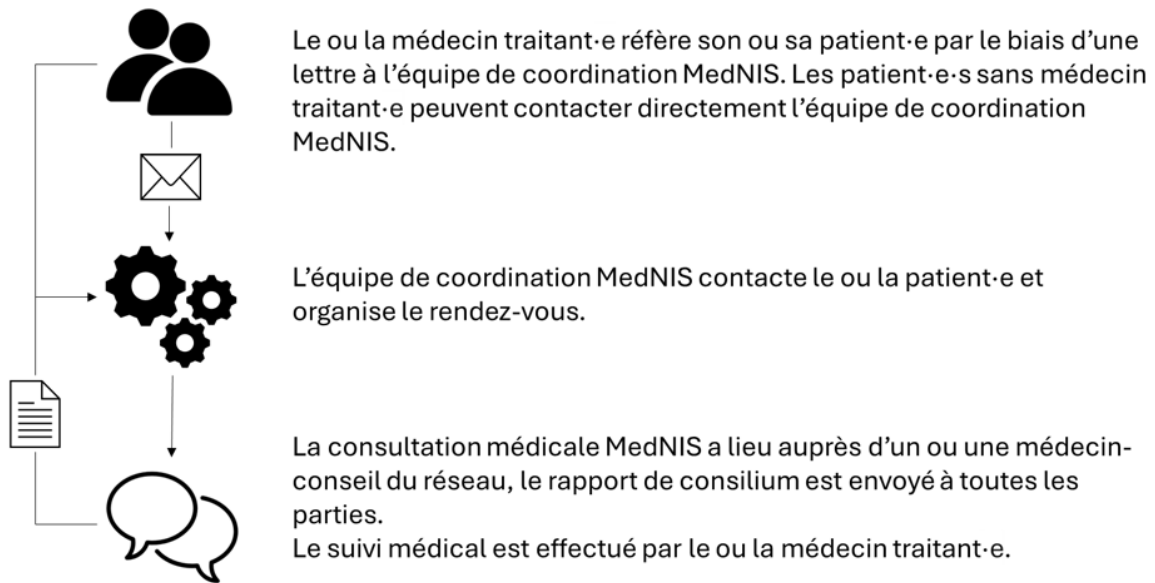 Le ou la médecin traitant·e réfère son ou sa patient·e par le biais d'une
lettre à l'équipe de coordination MedNIS. Les patient·e·s sans médecin
traitant·e peuvent contacter directement l'équipe de coordination
MedNIS.
L'équipe de coordination MedNIS contacte le ou la patient·e et
organise le rendez-vous.
La consultation médicale MedNIS a lieu auprès d'un ou une médecin-
conseil du réseau, le rapport de consilium est envoyé à toutes les
parties.
Le suivi médical est effectué par le ou la médecin traitant·e.